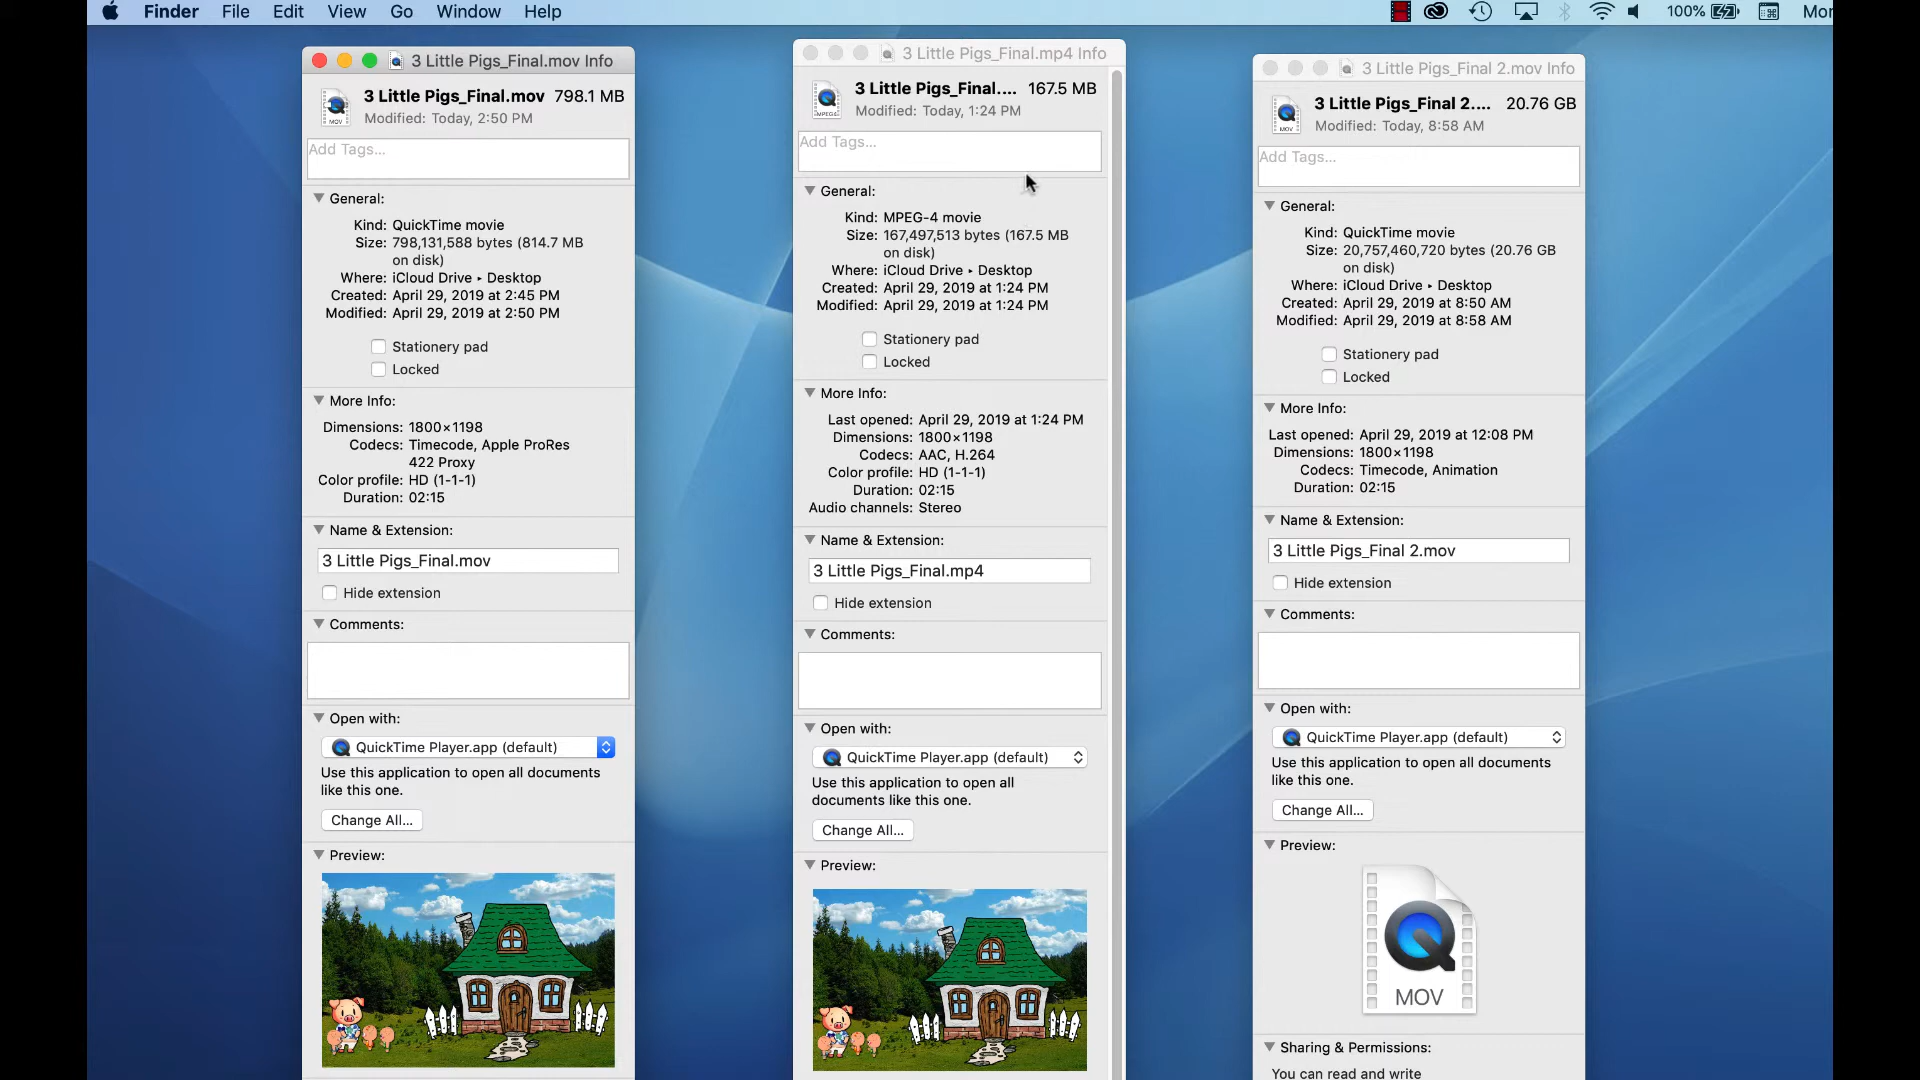 Finder File Edit View Go Window Help 100% Mor
3 Little Pigs_Final.mov Info
MOV
3 Little Pigs_Final.mov 798.1 MB
Modified: Today, 2:50 PM
Add Tags...
General:
Kind: QuickTime movie
Size: 798,131,588 bytes (814.7 MB
on disk)
Where: iCloud Drive ▸ Desktop
Created: April 29, 2019 at 2:45 PM
Modified: April 29, 2019 at 2:50 PM
Stationery pad
Locked
More Info:
Dimensions: 1800×1198
Codecs: Timecode, Apple ProRes
422 Proxy
Color profile: HD (1-1-1)
Duration: 02:15
Name & Extension:
3 Little Pigs_Final.mov
Hide extension
Comments:
Open with:
QuickTime Player.app (default)
Use this application to open all documents
like this one.
Change All...
Preview:
3 Little Pigs_Final.mp4 Info
MPEG4
3 Little Pigs_Final.... 167.5 MB
Modified: Today, 1:24 PM
Add Tags...
General:
Kind: MPEG-4 movie
Size: 167,497,513 bytes (167.5 MB
on disk)
Where: iCloud Drive ▸ Desktop
Created: April 29, 2019 at 1:24 PM
Modified: April 29, 2019 at 1:24 PM
Stationery pad
Locked
More Info:
Last opened: April 29, 2019 at 1:24 PM
Dimensions: 1800×1198
Codecs: AAC, H.264
Color profile: HD (1-1-1)
Duration: 02:15
Audio channels: Stereo
Name & Extension:
3 Little Pigs_Final.mp4
Hide extension
Comments:
Open with:
QuickTime Player.app (default)
Use this application to open all
documents like this one.
Change All...
Preview:
3 Little Pigs_Final 2.mov Info
MOV
3 Little Pigs_Final 2.... 20.76 GB
Modified: Today, 8:58 AM
Add Tags...
General:
Kind: QuickTime movie
Size: 20,757,460,720 bytes (20.76 GB
on disk)
Where: iCloud Drive ▸ Desktop
Created: April 29, 2019 at 8:50 AM
Modified: April 29, 2019 at 8:58 AM
Stationery pad
Locked
More Info:
Last opened: April 29, 2019 at 12:08 PM
Dimensions: 1800×1198
Codecs: Timecode, Animation
Duration: 02:15
Name & Extension:
3 Little Pigs_Final 2.mov
Hide extension
Comments:
Open with:
QuickTime Player.app (default)
Use this application to open all documents
like this one.
Change All...
Preview:
MOV
Sharing & Permissions:
You can read and write